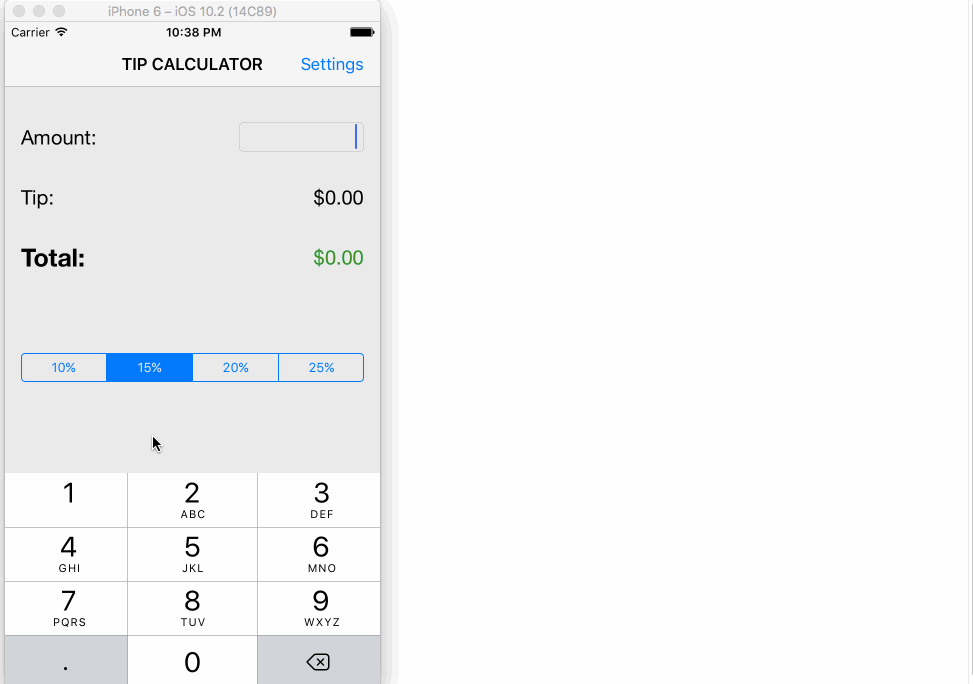 iPhone 6 – iOS 10.2 (14C89)
Carrier 10:38 PM
TIP CALCULATOR Settings
Amount:
Tip: $0.00
Total: $0.00
10% 15% 20% 25%
1 2 3
ABC DEF
4 5 6
GHI JKL MNO
7 8 9
PQRS TUV WXYZ
. 0